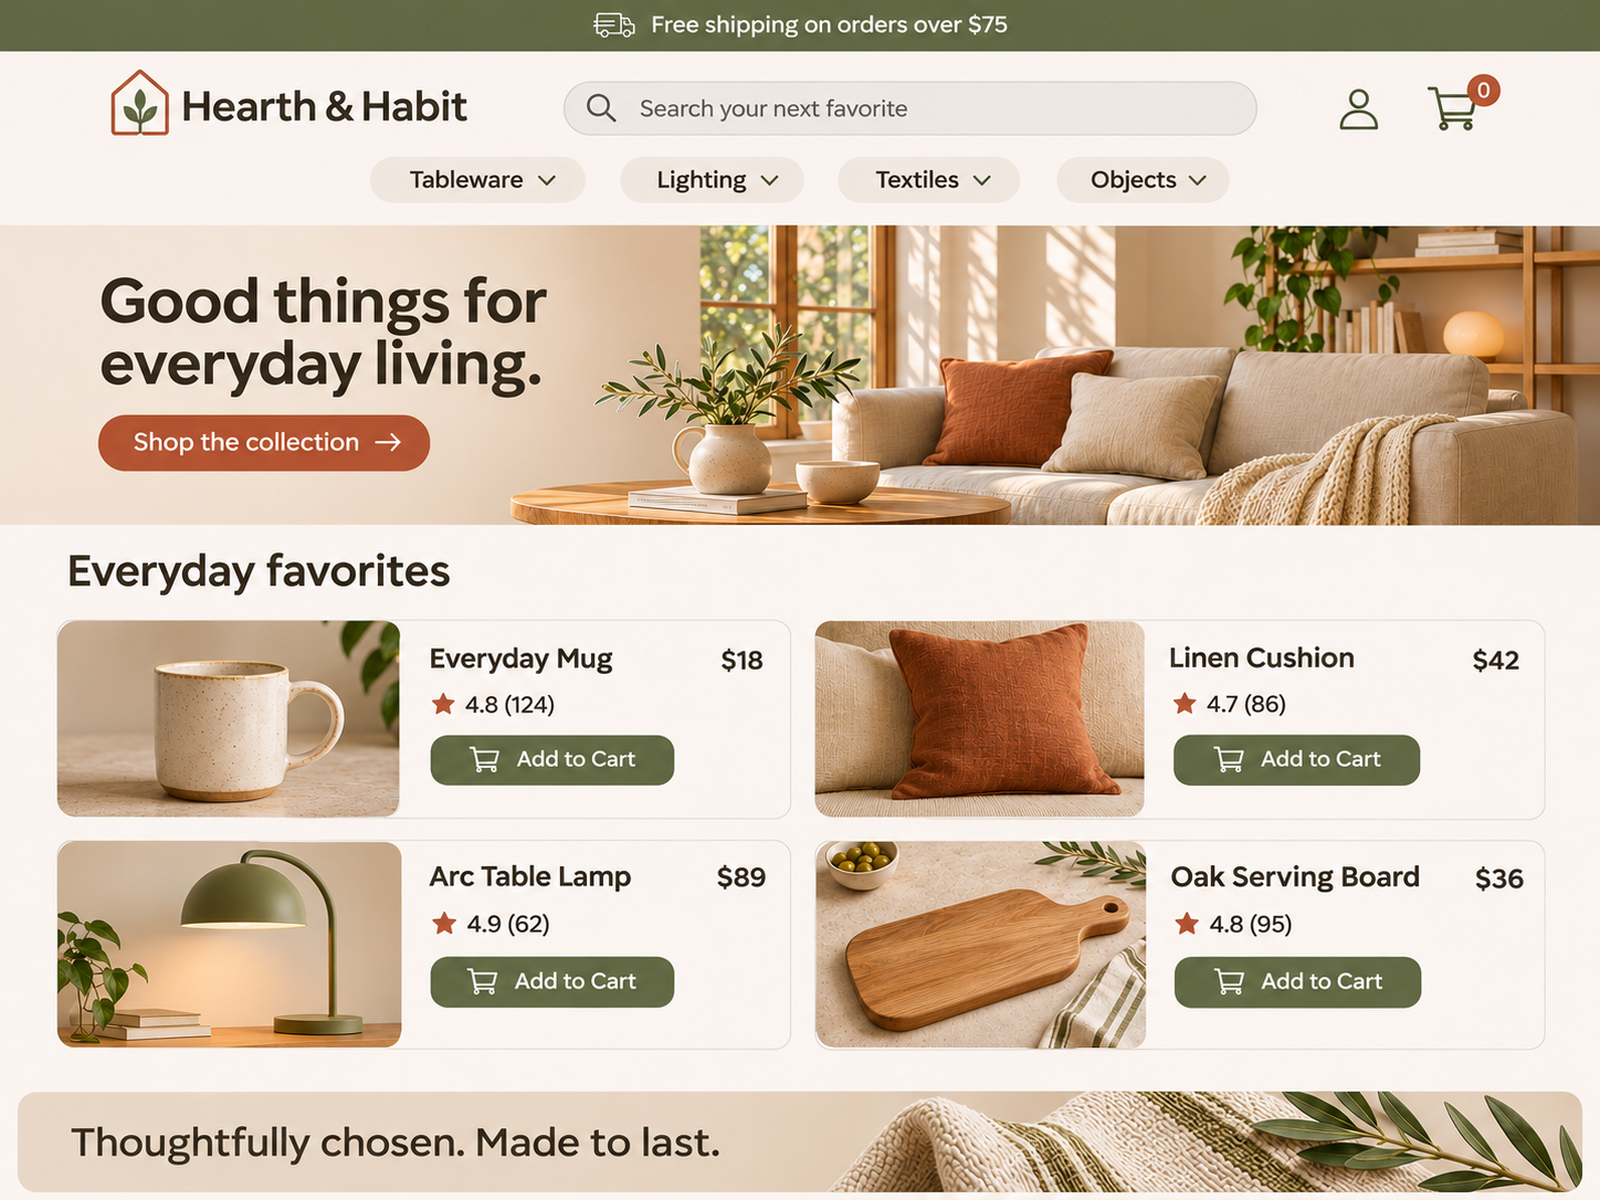 Free shipping on orders over $75
Hearth & Habit
Search your next favorite
0
Tableware
Lighting
Textiles
Objects
Good things for
everyday living.
Shop the collection →
Everyday favorites
Everyday Mug
$18
★ 4.8 (124)
Add to Cart
Linen Cushion
$42
★ 4.7 (86)
Add to Cart
Arc Table Lamp
$89
★ 4.9 (62)
Add to Cart
Oak Serving Board
$36
★ 4.8 (95)
Add to Cart
Thoughtfully chosen. Made to last.